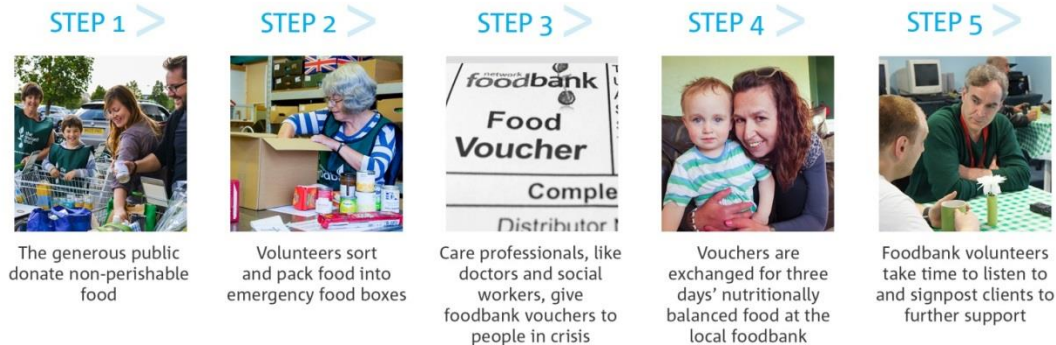 STEP 1
The generous public
donate non-perishable
food
STEP 2
Volunteers sort
and pack food into
emergency food boxes
STEP 3
network
foodbank
Food
Voucher
Comple
Distributor
Care professionals, like
doctors and social
workers, give
foodbank vouchers to
people in crisis
STEP 4
Vouchers are
exchanged for three
days' nutritionally
balanced food at the
local foodbank
STEP 5
Foodbank volunteers
take time to listen to
and signpost clients to
further support